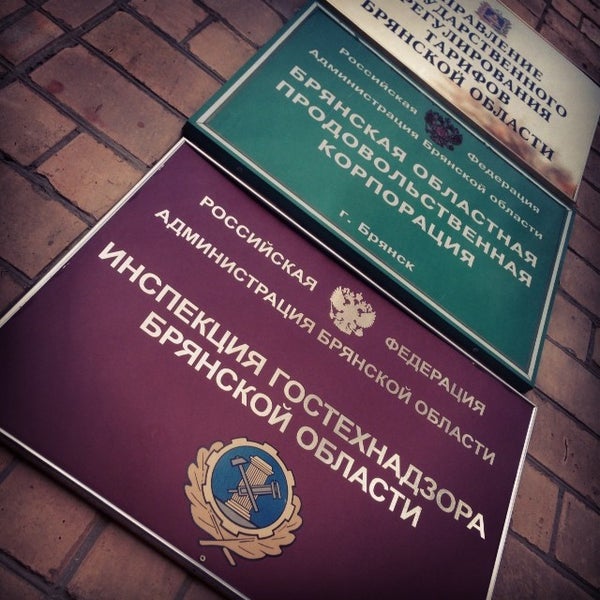 УПРАВЛЕНИЕ
ГОСУДАРСТВЕННОГО
РЕГУЛИРОВАНИЯ
ТАРИФОВ
БРЯНСКОЙ ОБЛАСТИ
Российская Федерация
Администрация Брянской области
БРЯНСКАЯ ОБЛАСТНАЯ
ПРОДОВОЛЬСТВЕННАЯ
КОРПОРАЦИЯ
г. Брянск
РОССИЙСКАЯ ФЕДЕРАЦИЯ
АДМИНИСТРАЦИЯ БРЯНСКОЙ ОБЛАСТИ
ИНСПЕКЦИЯ ГОСТЕХНАДЗОРА
БРЯНСКОЙ ОБЛАСТИ